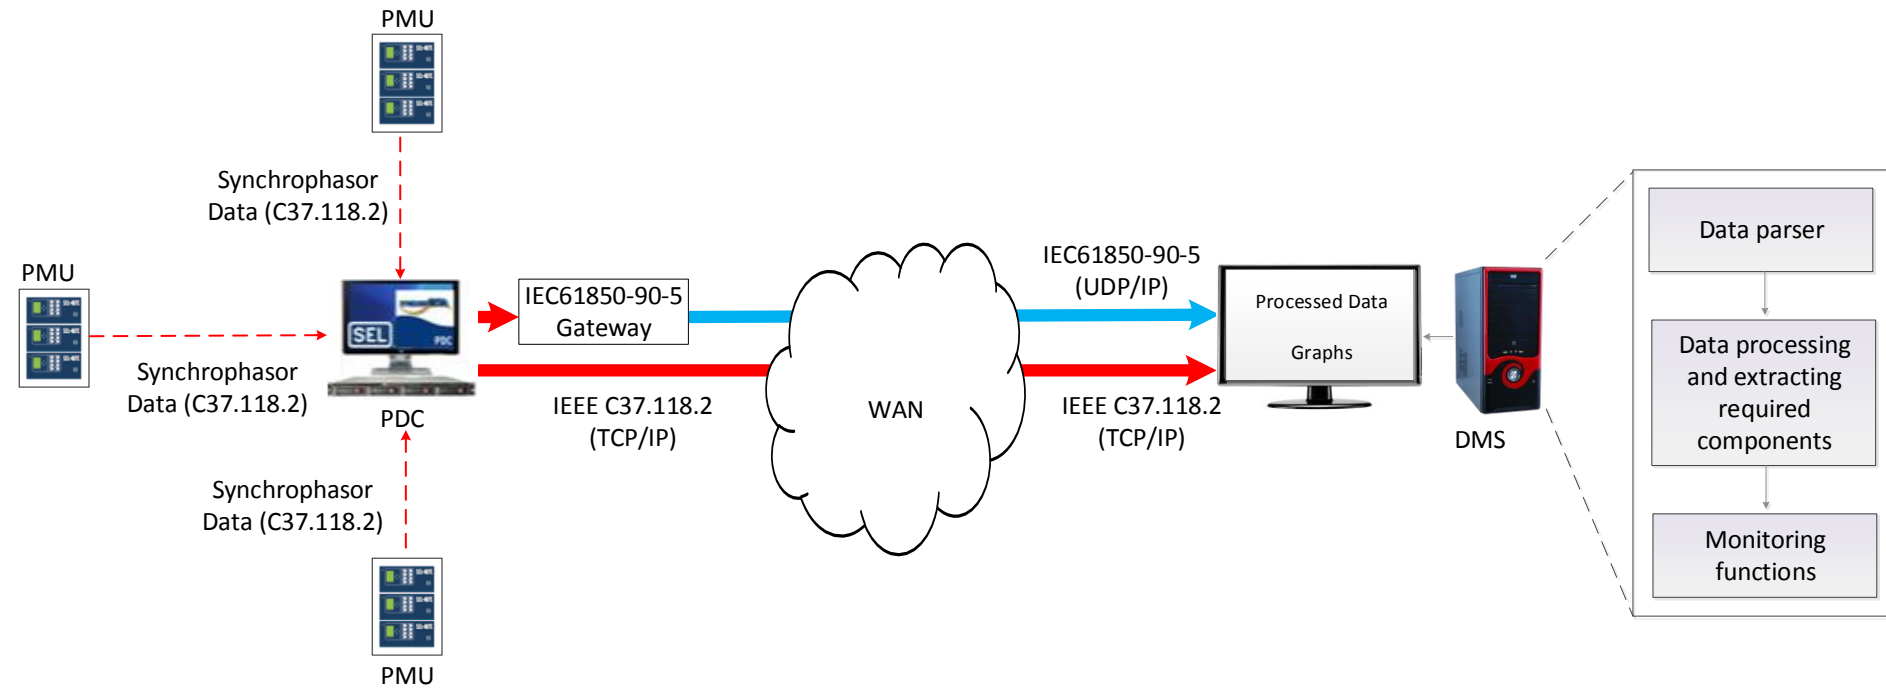 PMU
Synchrophasor
Data (C37.118.2)
PMU
Synchrophasor
Data (C37.118.2)
SEL
PDC
PDC
Synchrophasor
Data (C37.118.2)
PMU
IEC61850-90-5
Gateway
IEEE C37.118.2
(TCP/IP)
WAN
IEC61850-90-5
(UDP/IP)
IEEE C37.118.2
(TCP/IP)
Processed Data
Graphs
DMS
Data parser
Data processing
and extracting
required
components
Monitoring
functions